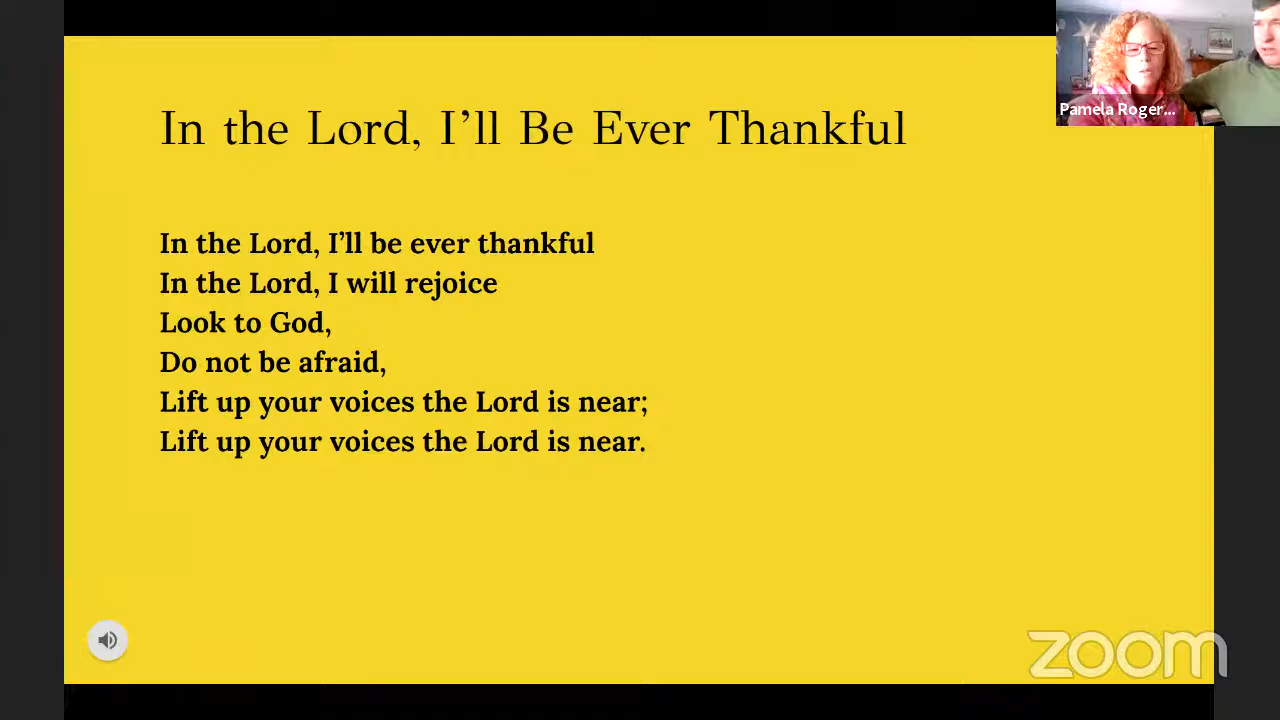 In the Lord, I’ll Be Ever Thankful
Pamela Roger...
In the Lord, I’ll be ever thankful
In the Lord, I will rejoice
Look to God,
Do not be afraid,
Lift up your voices the Lord is near;
Lift up your voices the Lord is near.
zoom